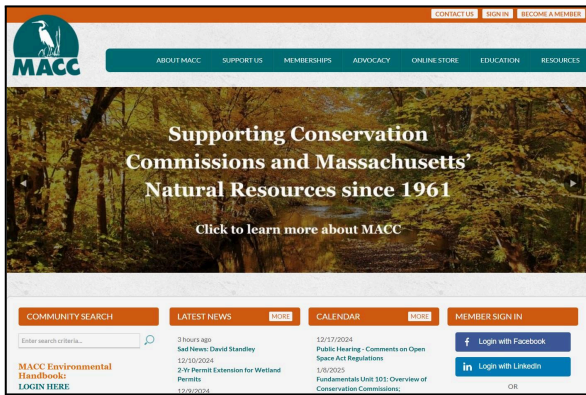 CONTACT US SIGN IN BECOME A MEMBER
MACC
ABOUT MACC SUPPORT US MEMBERSHIPS ADVOCACY ONLINE STORE EDUCATION RESOURCES
Supporting Conservation
Commissions and Massachusetts'
Natural Resources since 1961
Click to learn more about MACC
COMMUNITY SEARCH
Enter search criteria...
MACC Environmental
Handbook:
LOGIN HERE
LATEST NEWS MORE
3 hours ago
Sad News: David Standley
12/10/2024
2-Yr Permit Extension for Wetland
Permits
12/9/2024
CALENDAR MORE
12/17/2024
Public Hearing - Comments on Open
Space Act Regulations
1/8/2025
Fundamentals Unit 101: Overview of
Conservation Commissions;
MEMBER SIGN IN
f Login with Facebook
in Login with LinkedIn
OR